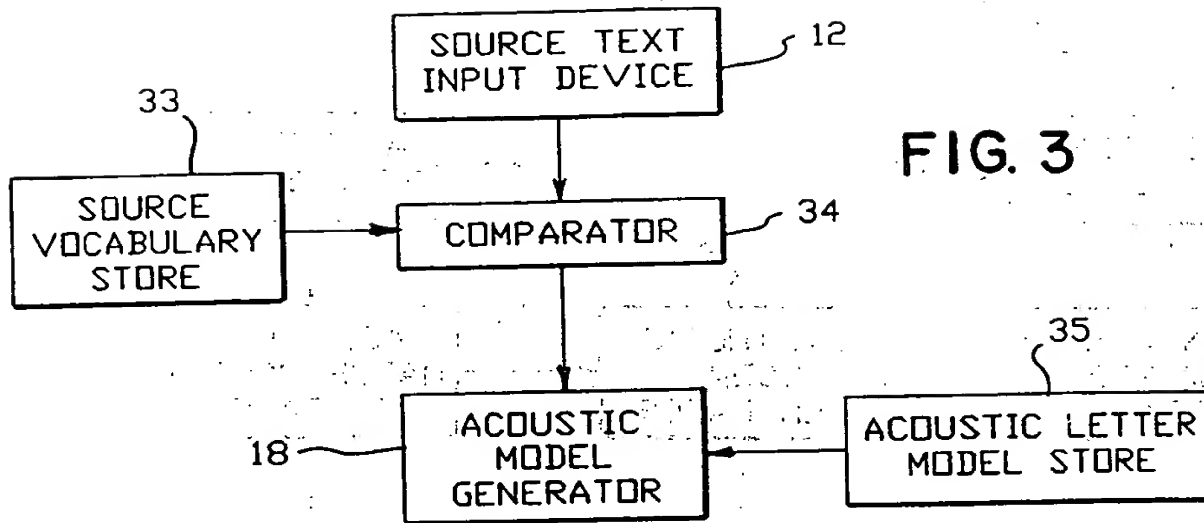 SOURCE TEXT
INPUT DEVICE
12
33
FIG. 3
SOURCE
VOCABULARY
STORE
COMPARATOR
34
35
18
ACOUSTIC
MODEL
GENERATOR
ACOUSTIC LETTER
MODEL STORE